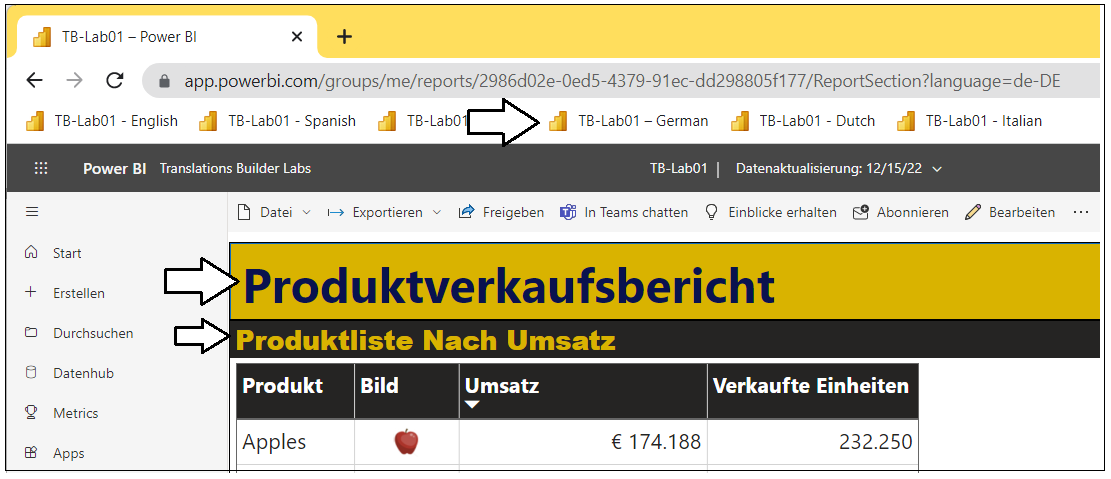 TB-Lab01 – Power BI
app.powerbi.com/groups/me/reports/2986d02e-0ed5-4379-91ec-dd298805f177/ReportSection?language=de-DE
TB-Lab01 - English TB-Lab01 - Spanish TB-Lab01 TB-Lab01 – German TB-Lab01 - Dutch TB-Lab01 - Italian
Power BI Translations Builder Labs TB-Lab01 | Datenaktualisierung: 12/15/22
Datei Exportieren Freigeben In Teams chatten Einblicke erhalten Abonnieren Bearbeiten ...
Start
Erstellen
Durchsuchen
Datenhub
Metrics
Apps
Produktverkaufsbericht
Produktliste Nach Umsatz
Produkt Bild Umsatz Verkaufte Einheiten
Apples € 174.188 232.250